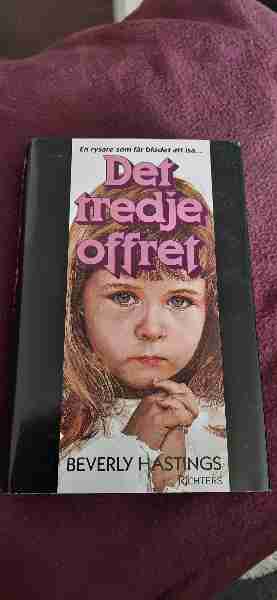 En rysare som får blodet att isa...
Det
tredje
offret
BEVERLY HASTINGS
RICHTERS